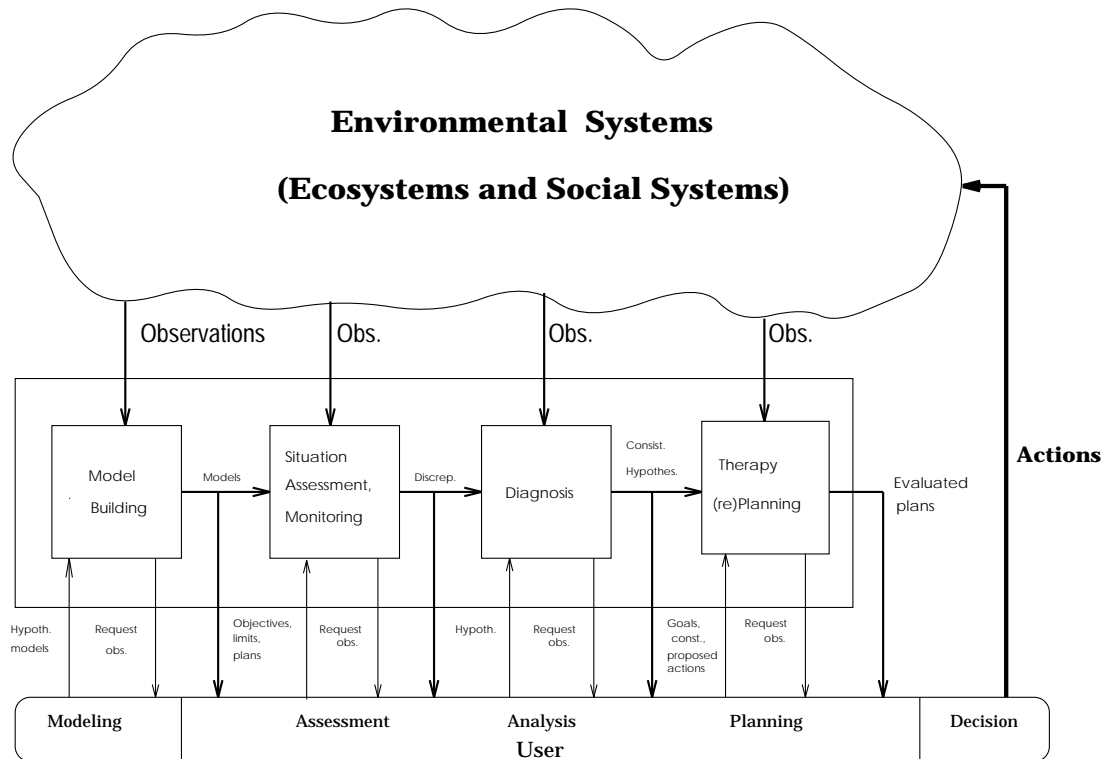 Environmental Systems
(Ecosystems and Social Systems)
Observations
Obs.
Obs.
Obs.
Actions
Model
Building
Models
Situation
Assessment,
Monitoring
Discrep.
Diagnosis
Consist.
Hypothes.
Therapy
(re)Planning
Evaluated
plans
Hypoth.
models
Request
obs.
Objectives,
limits,
plans
Request
obs.
Hypoth.
Request
obs.
Goals,
const.,
proposed
actions
Request
obs.
Modeling
Assessment
Analysis
Planning
Decision
User